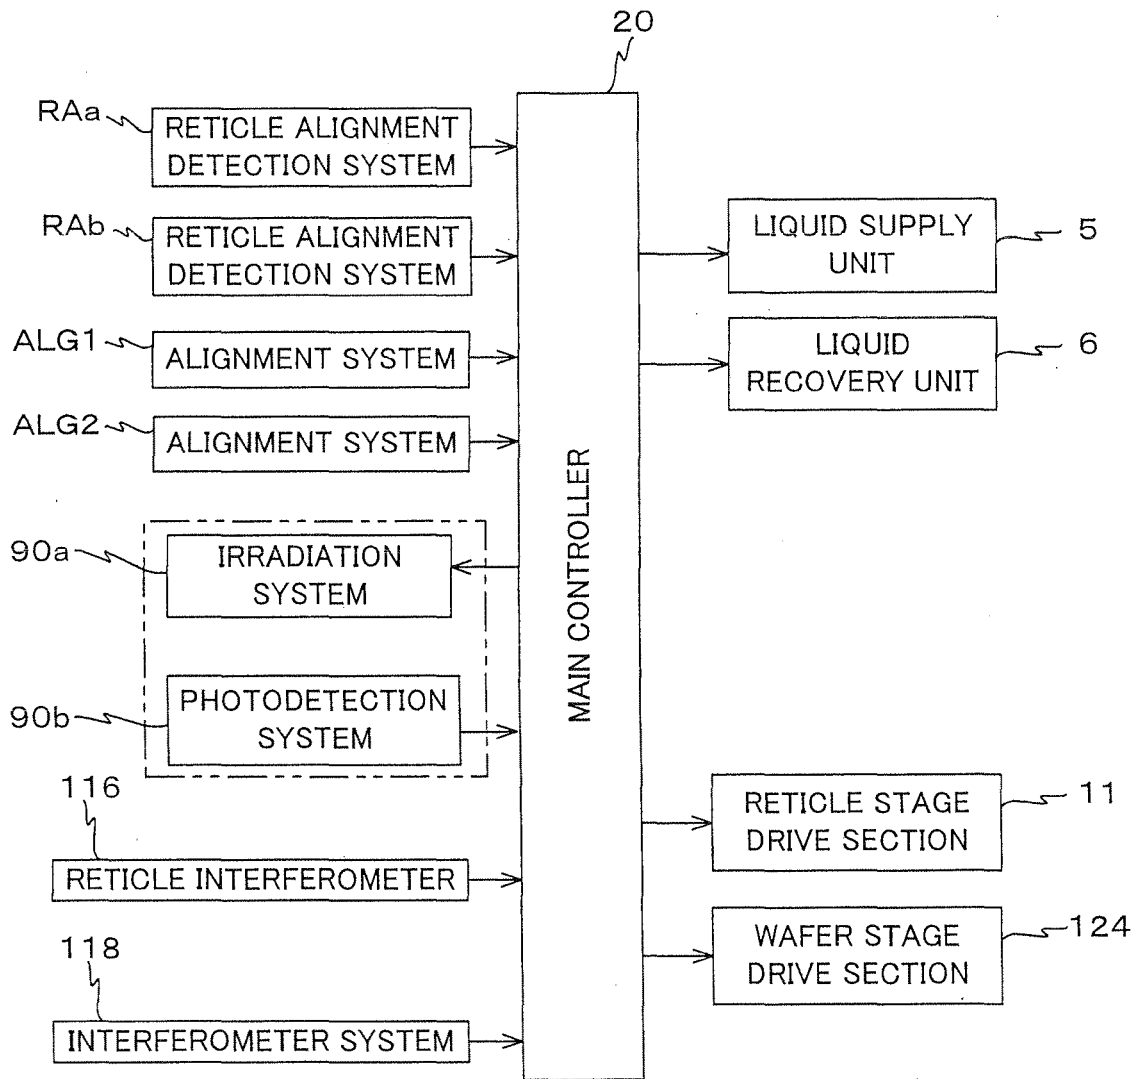 20
RAa
RETICLE ALIGNMENT
DETECTION SYSTEM
RAb
RETICLE ALIGNMENT
DETECTION SYSTEM
ALG1
ALIGNMENT SYSTEM
ALG2
ALIGNMENT SYSTEM
90a
IRRADIATION
SYSTEM
90b
PHOTODETECTION
SYSTEM
116
RETICLE INTERFEROMETER
118
INTERFEROMETER SYSTEM
MAIN CONTROLLER
LIQUID SUPPLY
UNIT
5
LIQUID
RECOVERY UNIT
6
RETICLE STAGE
DRIVE SECTION
11
WAFER STAGE
DRIVE SECTION
124